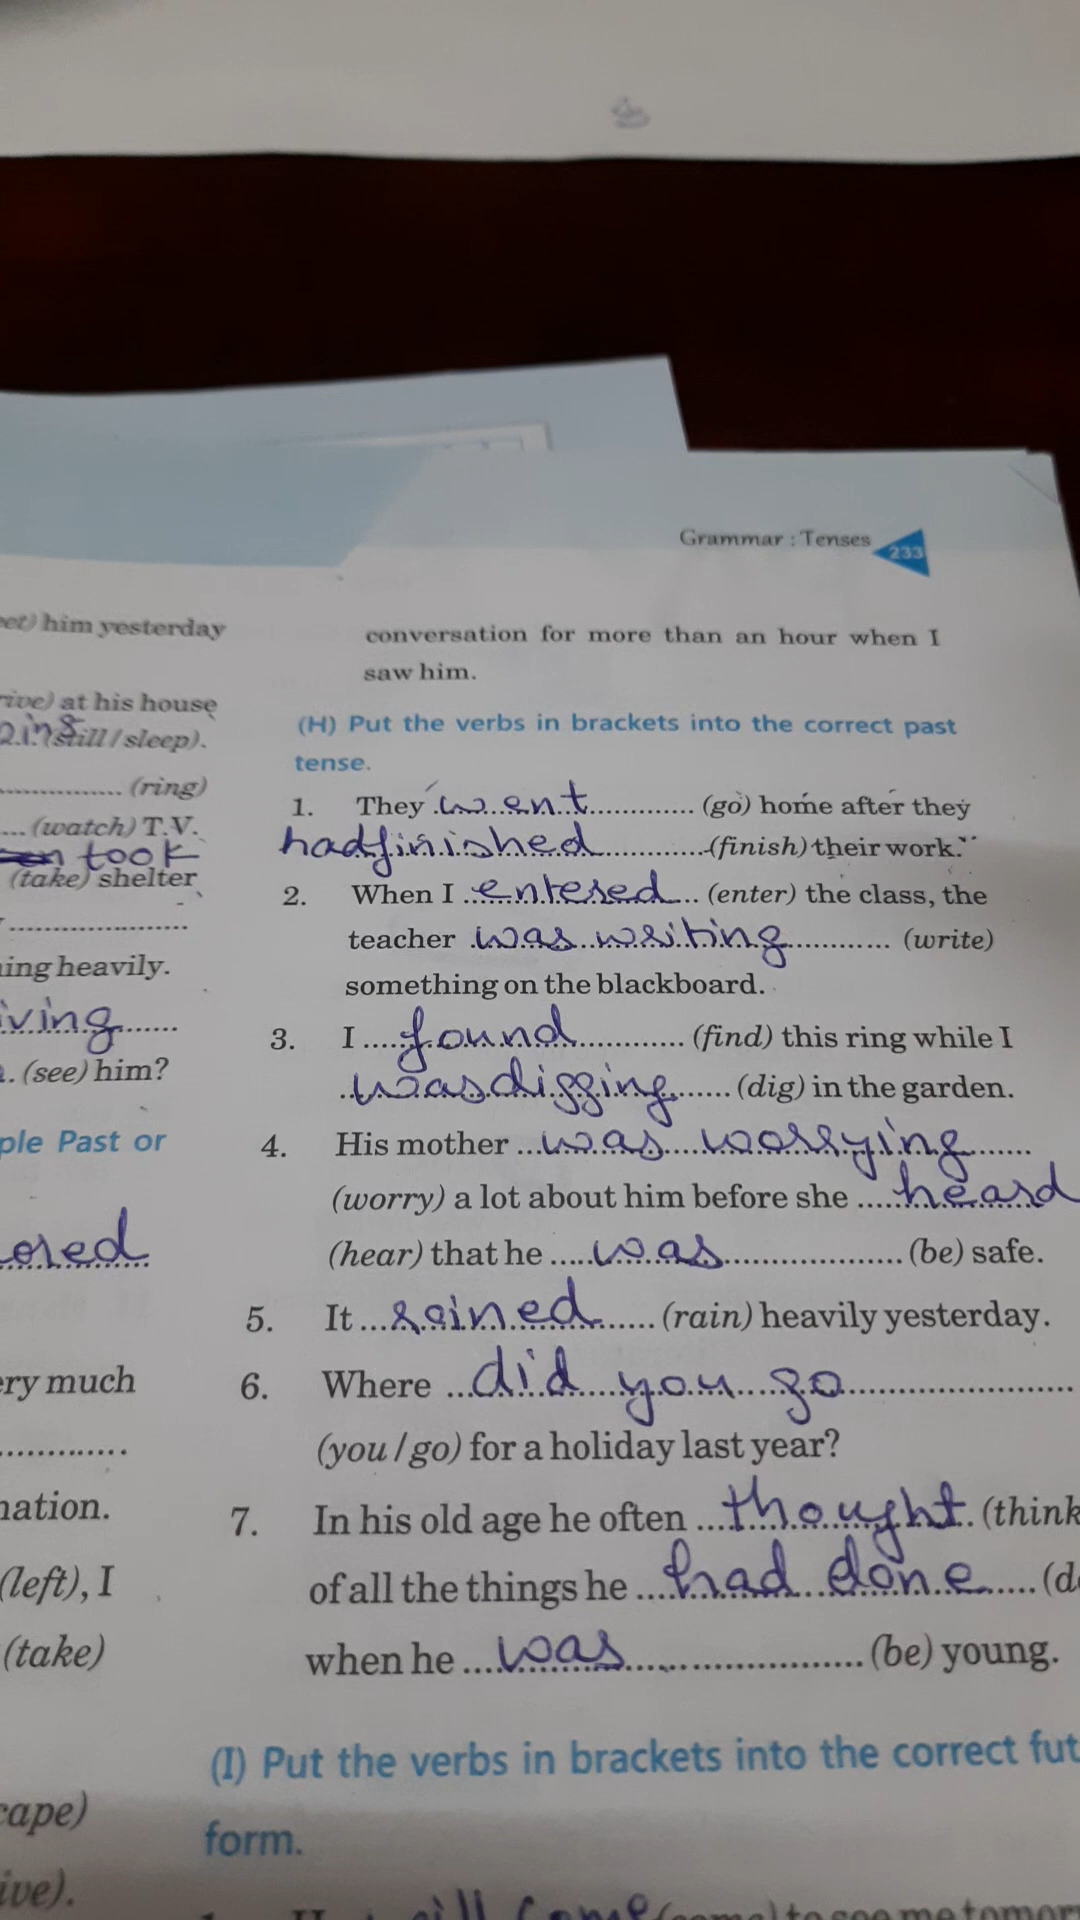 Grammar : Tenses 233
him yesterday
at his house
(still/sleep).
............... (ring)
.... (watch) T.V.
took
(take) shelter
.....................
heavily.
(see) him?
Past or
much
.............
(left), I
(take)
conversation for more than an hour when I
saw him.
(H) Put the verbs in brackets into the correct past
tense.
1. They went (go) home after they
had finished (finish) their work.
2. When I entered (enter) the class, the
teacher was writing (write)
something on the blackboard.
3. I found (find) this ring while I
was digging (dig) in the garden.
4. His mother was worrying
(worry) a lot about him before she heard
(hear) that he was (be) safe.
5. It rained (rain) heavily yesterday.
6. Where did you go
(you/go) for a holiday last year?
7. In his old age he often thought (think
of all the things he had done
when he was (be) young.
(I) Put the verbs in brackets into the correct
form.
will come